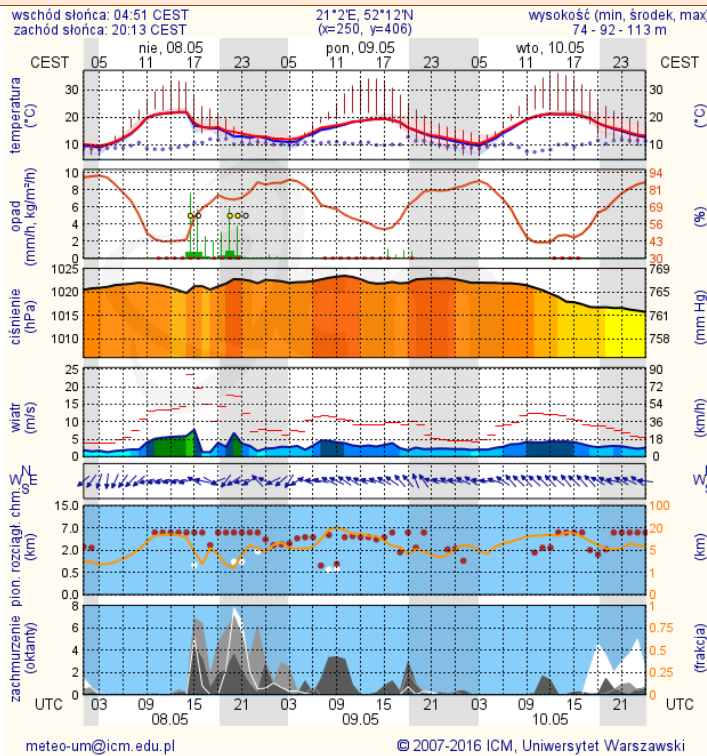 wschód słońca: 04:51 CEST 21°2'E, 52°12'N wysokość (min, środek, max)
zachód słońca: 20:13 CEST (x=250, y=406) 74 - 92 - 113 m
nie, 08.05 pon, 09.05 wto, 10.05
CEST 05 11 17 23 05 11 17 23 05 11 17 23 CEST
temperatura (°C)
30 20 10
30 20 10
(°C)
opad (mm/h, kg/m²/h)
10 8 6 4 2 0
94 81 69 56 43 30
(%)
ciśnienie (hPa)
1025 1020 1015 1010
769 765 761 758
(mm Hg)
wiatr (m/s)
25 20 15 10 5 0
90 72 54 36 18 0
(km/h)
N
W E
S
W
pion. rozciągł. chm. (km)
15.0 7.0 2.0 0.5 0.0
100 20 5 1 0
(km)
zachmurzenie (oktanty)
8 6 4 2 0
1 0.75 0.5 0.25 0
(frakcja)
UTC 03 09 15 21 03 09 15 21 03 09 15 21 UTC
08.05 09.05 10.05
meteo-um@icm.edu.pl © 2007-2016 ICM, Uniwersytet Warszawski